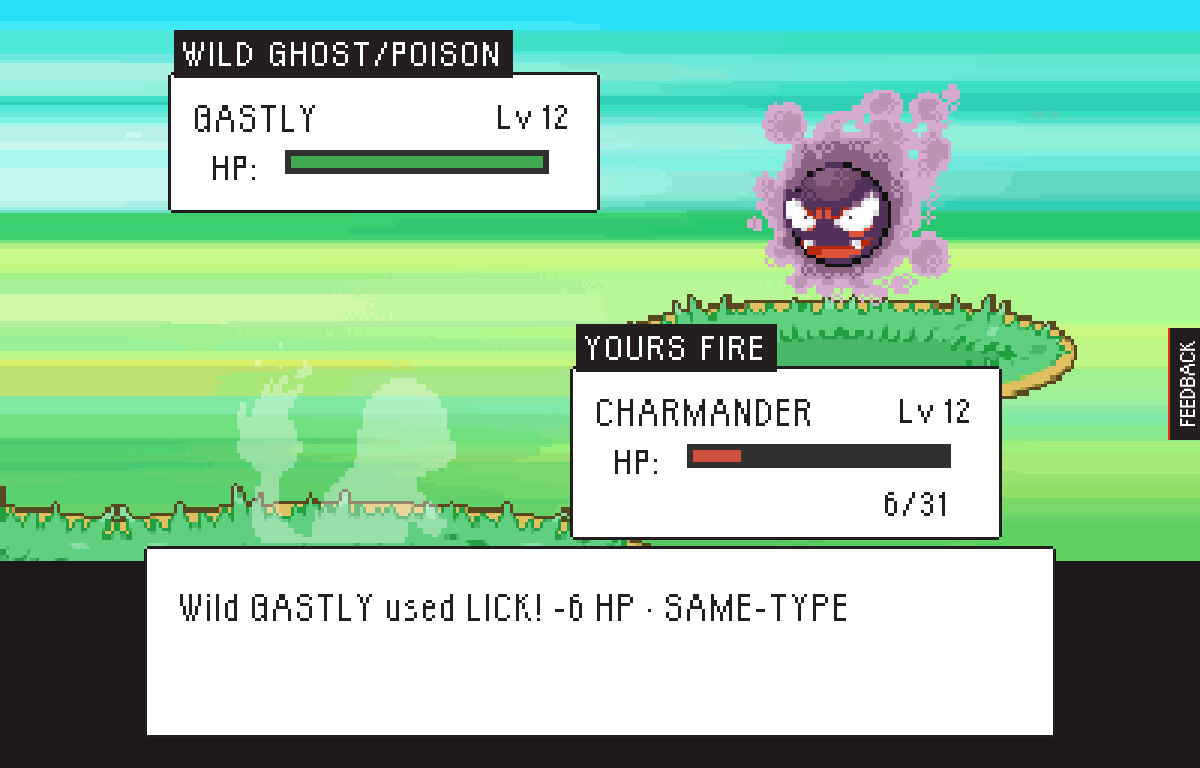 WILD GHOST/POISON
GASTLY Lv 12
HP:
YOURS FIRE
CHARMANDER Lv 12
HP:
6/31
FEEDBACK
Wild GASTLY used LICK! -6 HP · SAME-TYPE